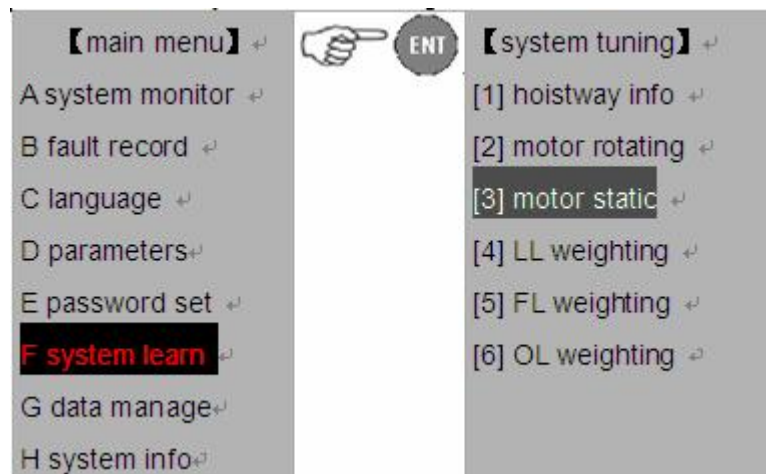 【main menu】
A system monitor
B fault record
C language
D parameters
E password set
F system learn
G data manage
H system info
ENT
【system tuning】
[1] hoistway info
[2] motor rotating
[3] motor static
[4] LL weighting
[5] FL weighting
[6] OL weighting